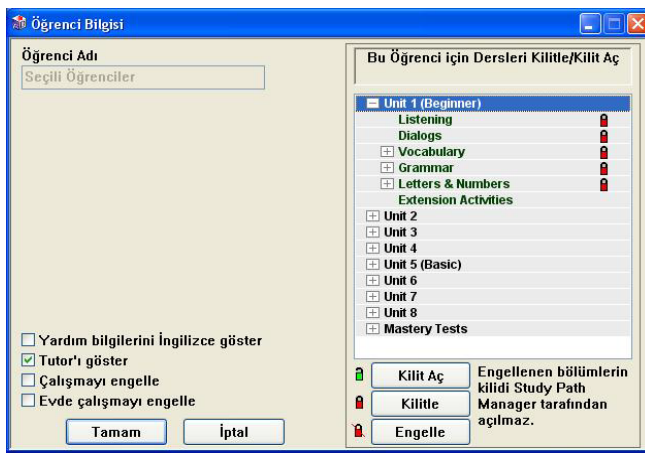 Öğrenci Bilgisi
Öğrenci Adı
Seçili Öğrenciler
Yardım bilgilerini İngilizce göster
Tutor'ı göster
Çalışmayı engelle
Evde çalışmayı engelle
Tamam
İptal
Bu Öğrenci için Dersleri Kilitle/Kilit Aç
Unit 1 (Beginner)
Listening
Dialogs
Vocabulary
Grammar
Letters & Numbers
Extension Activities
Unit 2
Unit 3
Unit 4
Unit 5 (Basic)
Unit 6
Unit 7
Unit 8
Mastery Tests
Kilit Aç
Kilitle
Engelle
Engellenen bölümlerin
kilidi Study Path
Manager tarafından
açılmaz.